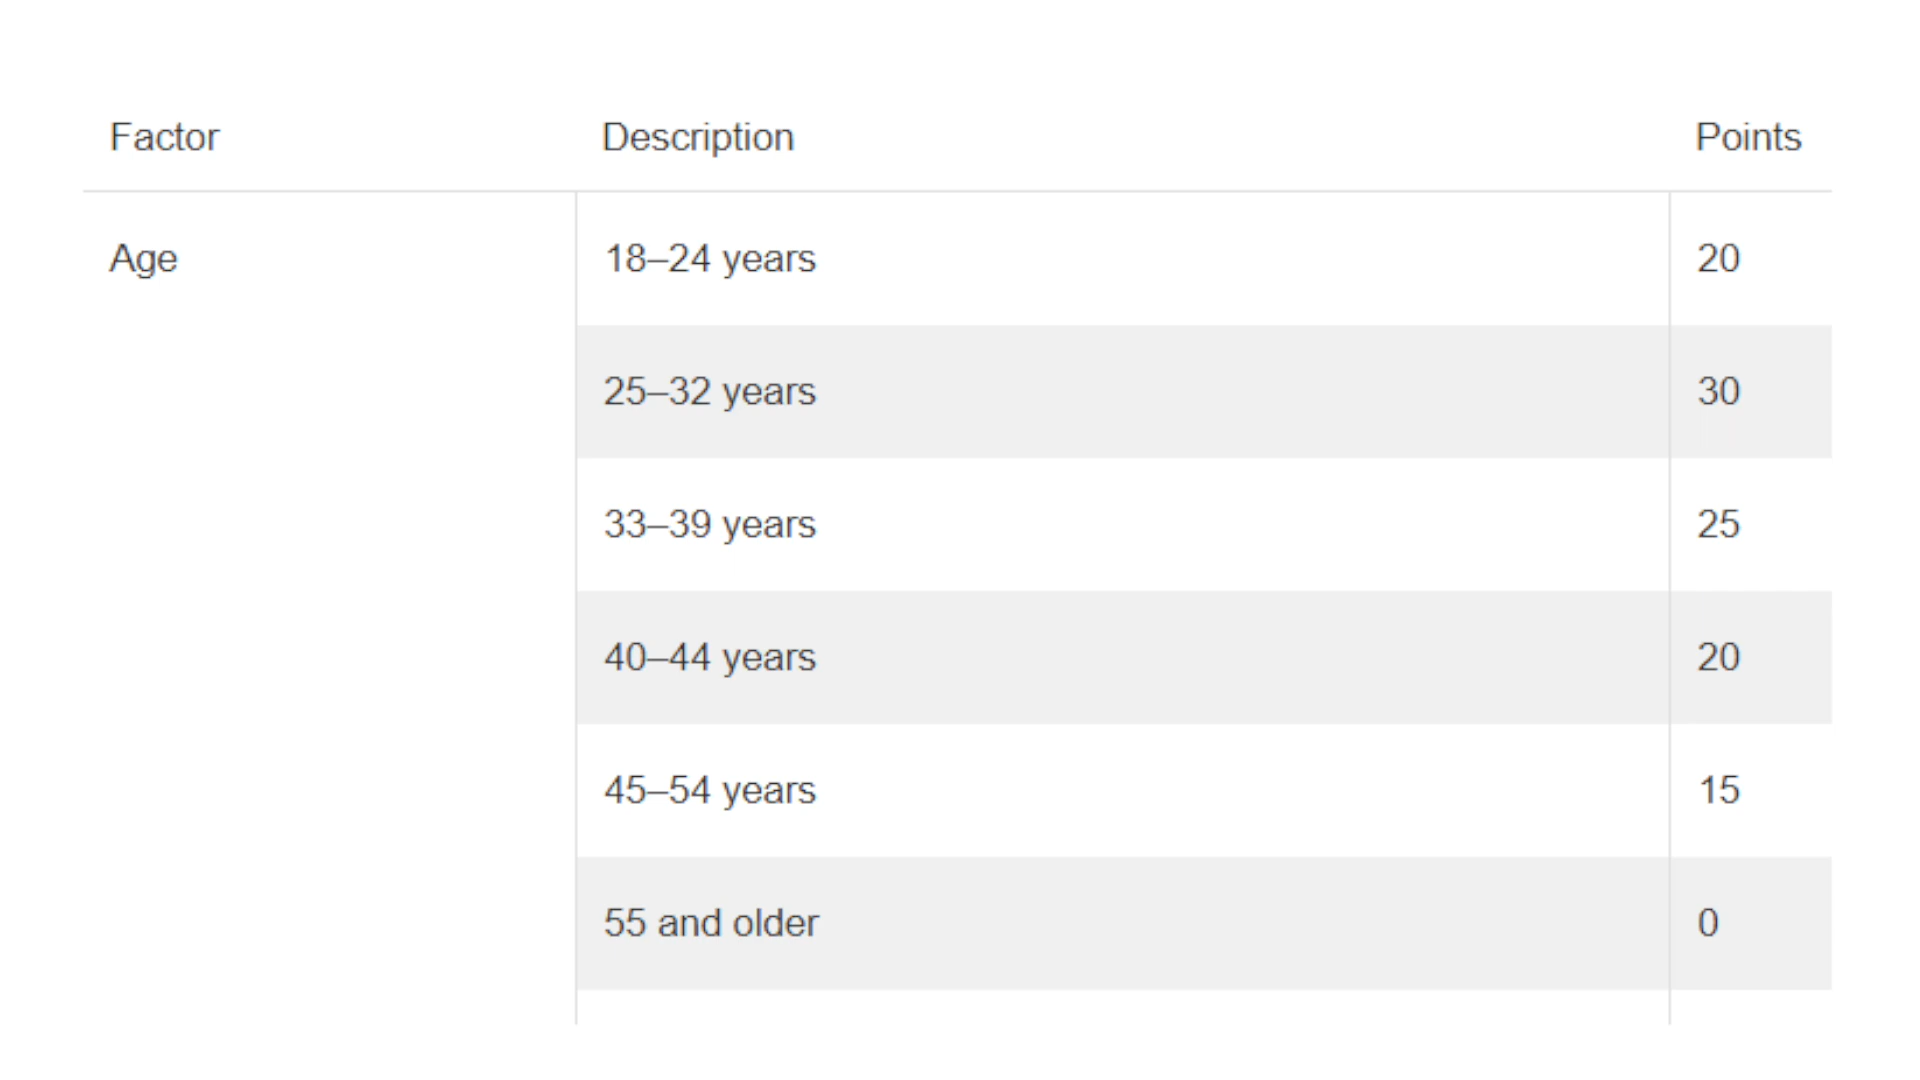 Factor Description Points
Age 18–24 years 20
25–32 years 30
33–39 years 25
40–44 years 20
45–54 years 15
55 and older 0